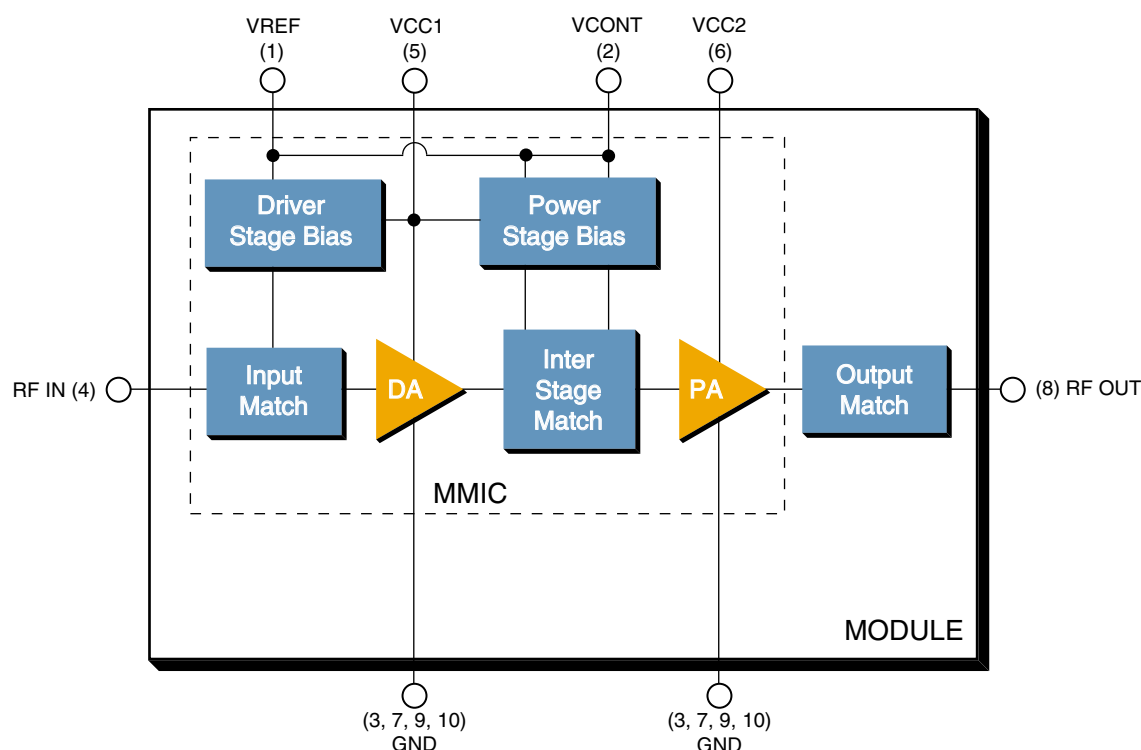 VREF
(1)
VCC1
(5)
VCONT
(2)
VCC2
(6)
Driver
Stage Bias
Power
Stage Bias
RF IN (4)
Input
Match
DA
Inter
Stage
Match
PA
Output
Match
(8) RF OUT
MMIC
MODULE
(3, 7, 9, 10)
GND
(3, 7, 9, 10)
GND